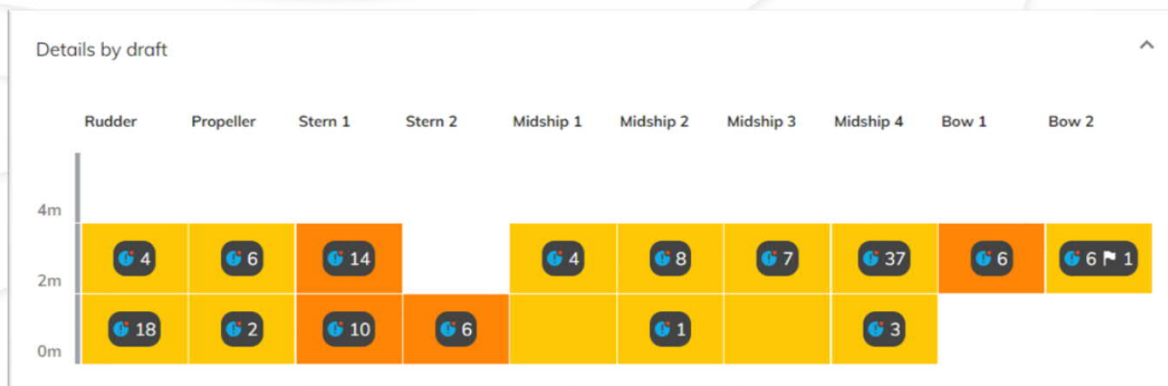 Details by draft
Rudder Propeller Stern 1 Stern 2 Midship 1 Midship 2 Midship 3 Midship 4 Bow 1 Bow 2
4m
4 6 14 4 8 7 37 6 6 1
2m
18 2 10 6 1 3
0m